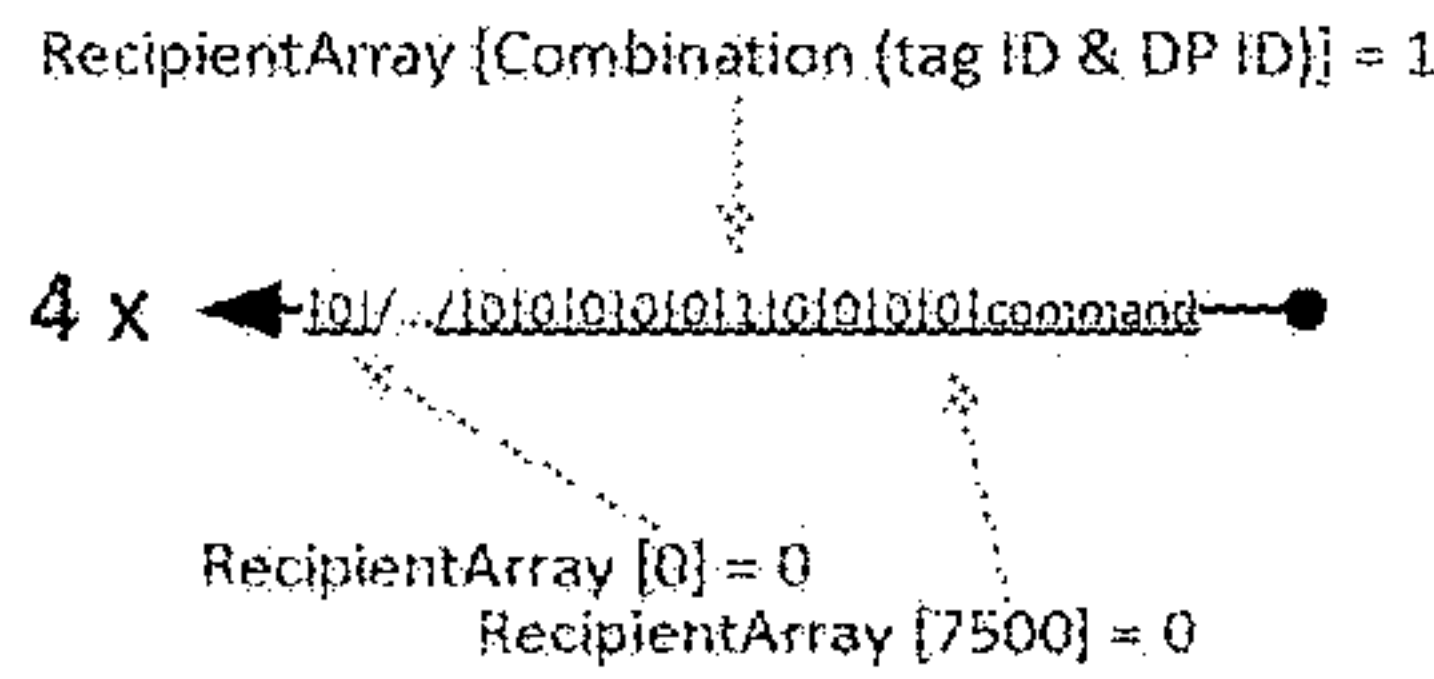 RecipientArray [Combination (tag ID & DP ID)] = 1
4 x |0|/.../|0|0|0|0|0|1|0|0|0|0|command
RecipientArray [0] = 0
RecipientArray [7500] = 0